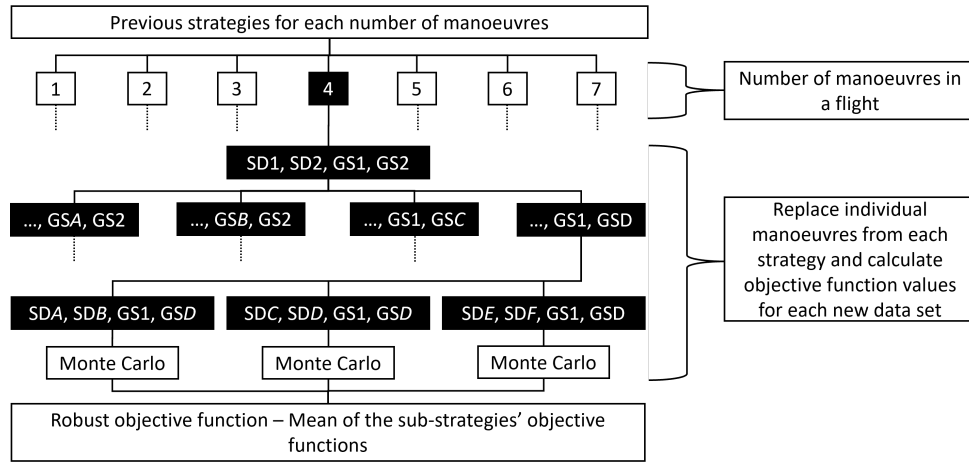 Previous strategies for each number of manoeuvres
1 2 3 4 5 6 7
Number of manoeuvres in
a flight
SD1, SD2, GS1, GS2
..., GSA, GS2 ..., GSB, GS2 ..., GS1, GSC ..., GS1, GSD
Replace individual
manoeuvres from each
strategy and calculate
objective function values
for each new data set
SDA, SDB, GS1, GSD SDC, SDD, GS1, GSD SDE, SDF, GS1, GSD
Monte Carlo Monte Carlo Monte Carlo
Robust objective function – Mean of the sub-strategies' objective
functions